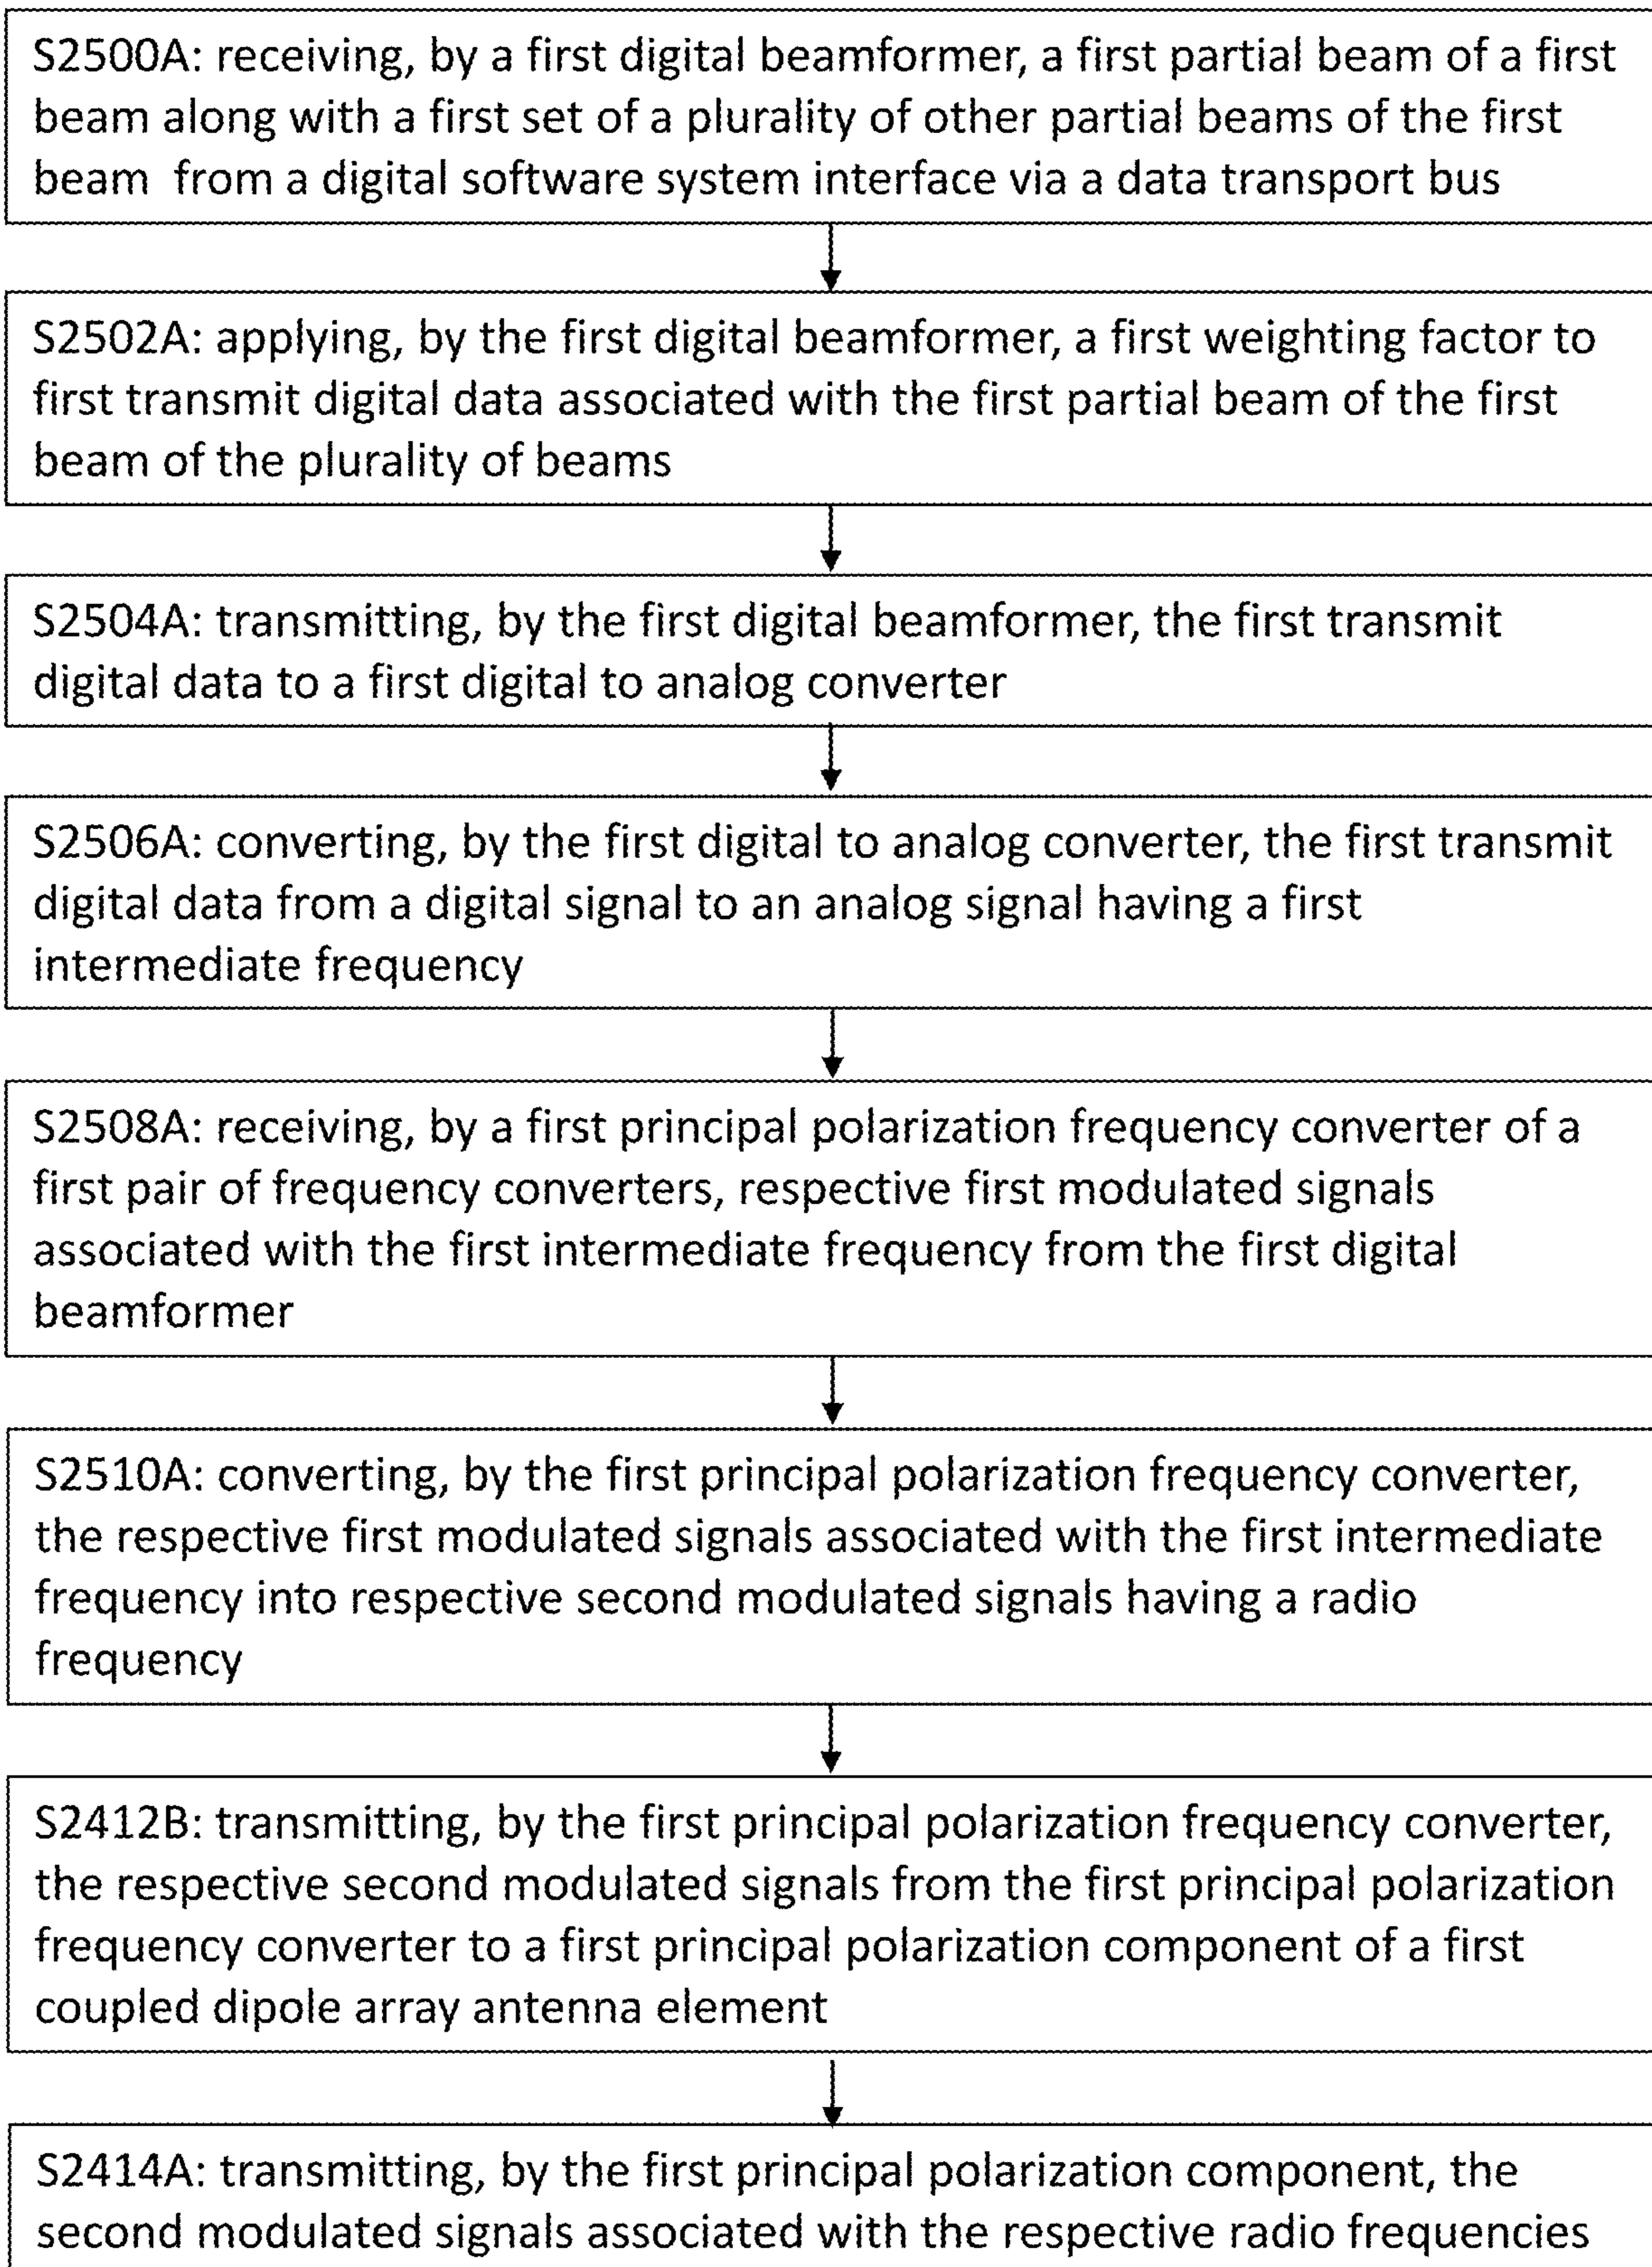 S2500A: receiving, by a first digital beamformer, a first partial beam of a first
beam along with a first set of a plurality of other partial beams of the first
beam  from a digital software system interface via a data transport bus
S2502A: applying, by the first digital beamformer, a first weighting factor to
first transmit digital data associated with the first partial beam of the first
beam of the plurality of beams
S2504A: transmitting, by the first digital beamformer, the first transmit
digital data to a first digital to analog converter
S2506A: converting, by the first digital to analog converter, the first transmit
digital data from a digital signal to an analog signal having a first
intermediate frequency
S2508A: receiving, by a first principal polarization frequency converter of a
first pair of frequency converters, respective first modulated signals
associated with the first intermediate frequency from the first digital
beamformer
S2510A: converting, by the first principal polarization frequency converter,
the respective first modulated signals associated with the first intermediate
frequency into respective second modulated signals having a radio
frequency
S2412B: transmitting, by the first principal polarization frequency converter,
the respective second modulated signals from the first principal polarization
frequency converter to a first principal polarization component of a first
coupled dipole array antenna element
S2414A: transmitting, by the first principal polarization component, the
second modulated signals associated with the respective radio frequencies